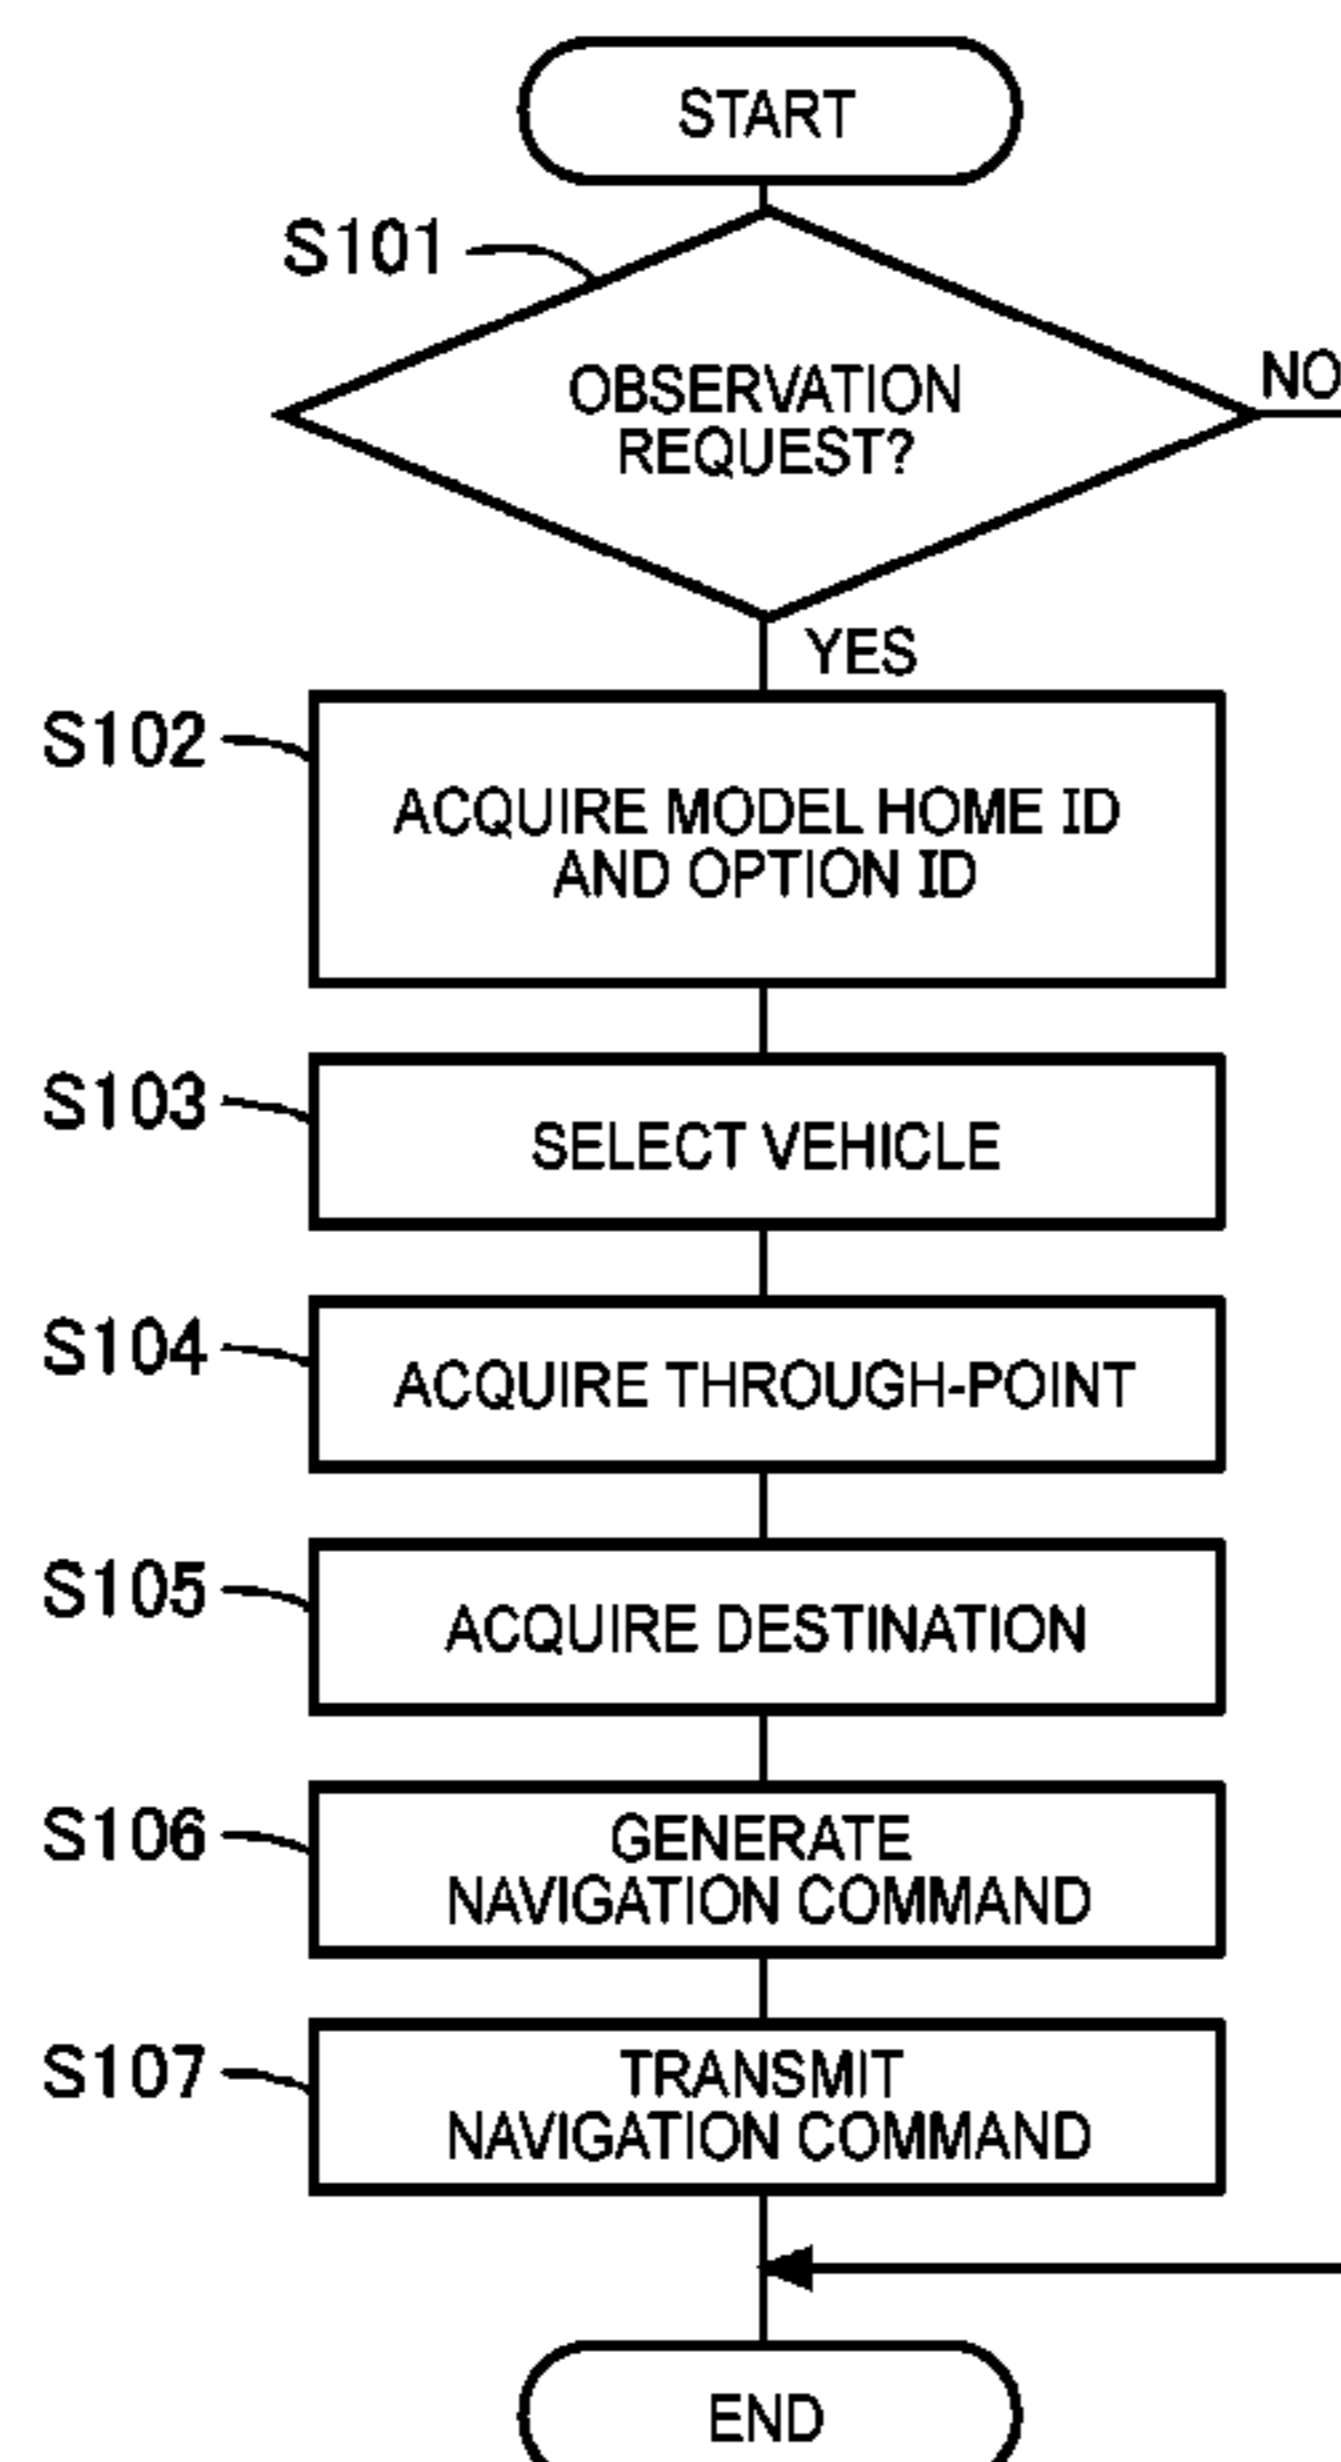 START
S101
OBSERVATION
REQUEST?
NO
YES
S102
ACQUIRE MODEL HOME ID
AND OPTION ID
S103
SELECT VEHICLE
S104
ACQUIRE THROUGH-POINT
S105
ACQUIRE DESTINATION
S106
GENERATE
NAVIGATION COMMAND
S107
TRANSMIT
NAVIGATION COMMAND
END